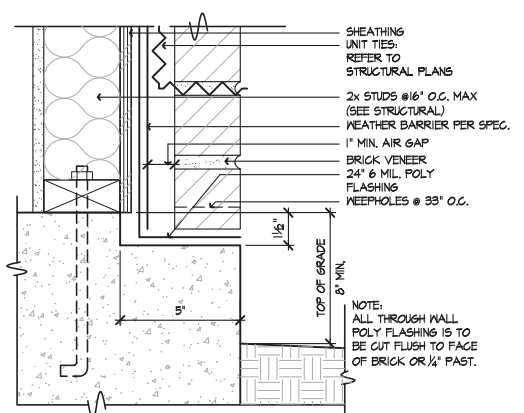 SHEATHING
UNIT TIES:
REFER TO
STRUCTURAL PLANS
2x STUDS @16" O.C. MAX
(SEE STRUCTURAL)
WEATHER BARRIER PER SPEC.
1" MIN. AIR GAP
BRICK VENEER
24" 6 MIL. POLY
FLASHING
WEEPHOLES @ 33" O.C.
1½"
TOP OF GRADE
8" MIN.
5"
NOTE:
ALL THROUGH WALL
POLY FLASHING IS TO
BE CUT FLUSH TO FACE
OF BRICK OR ¼" PAST.